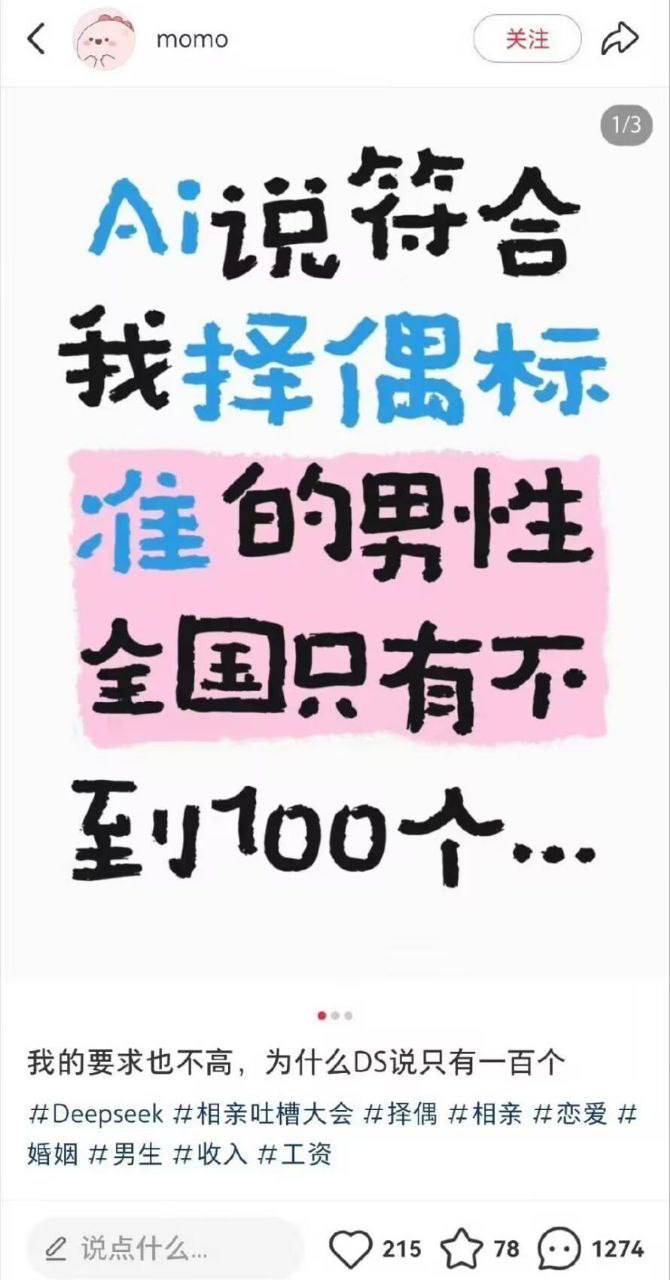 momo
关注
1/3
Ai说符合
我择偶标
准的男性
全国只有不
到100个...
我的要求也不高，为什么DS说只有一百个
#Deepseek #相亲吐槽大会 #择偶 #相亲 #恋爱 #
婚姻 #男生 #收入 #工资
说点什么...
215
78
1274